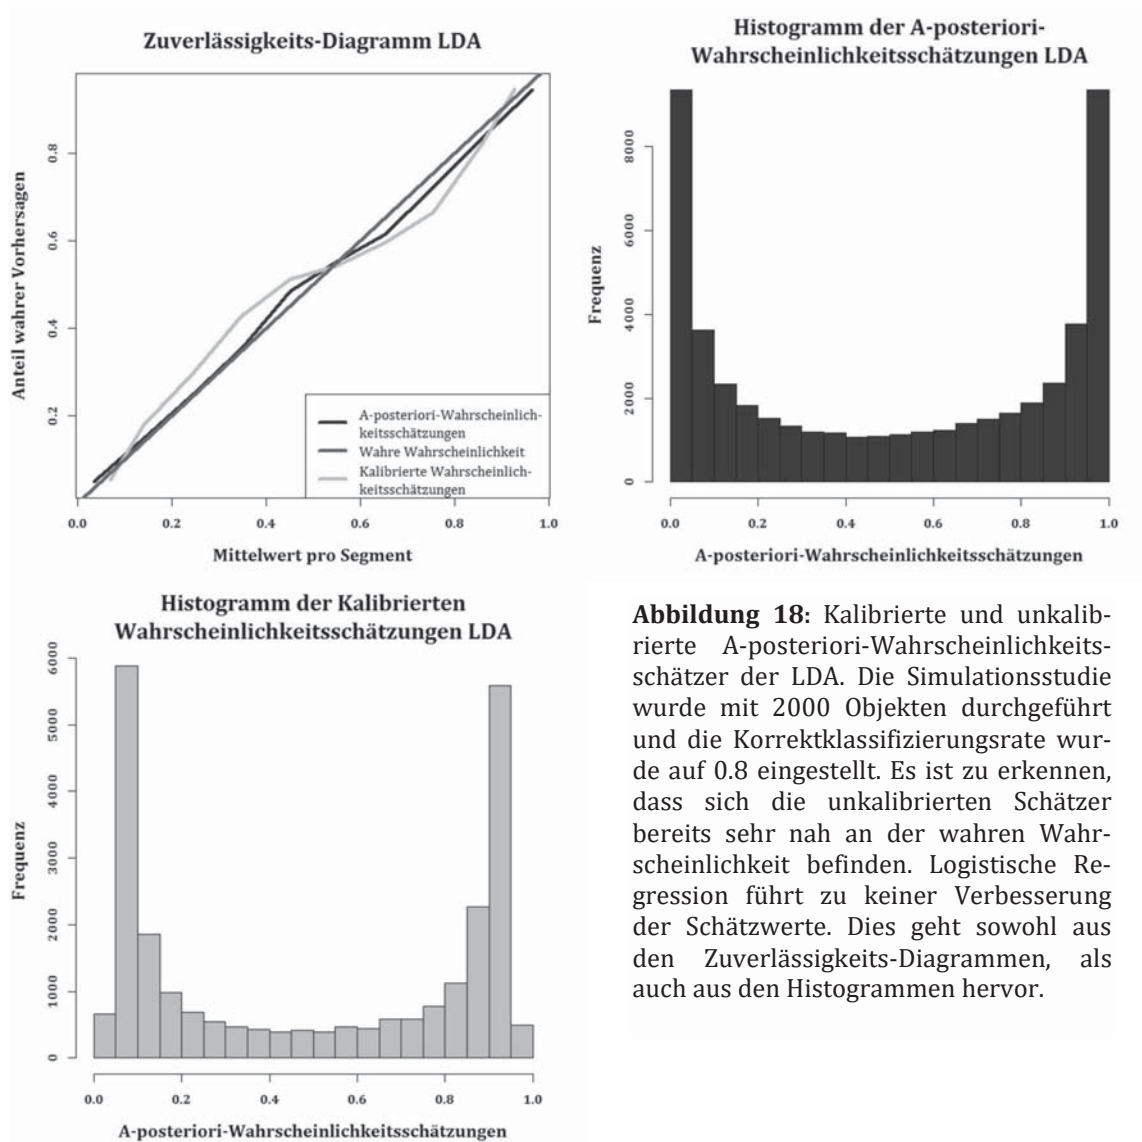 Zuverlässigkeits-Diagramm LDA
Anteil wahrer Vorhersagen
0.2
0.4
0.6
0.8
A-posteriori-Wahrscheinlich-
keitsschätzungen
Wahre Wahrscheinlichkeit
Kalibrierte Wahrscheinlich-
keitsschätzungen
0.0 0.2 0.4 0.6 0.8 1.0
Mittelwert pro Segment
Histogramm der A-posteriori-
Wahrscheinlichkeitsschätzungen LDA
Frequenz
0
2000
4000
6000
8000
0.0 0.2 0.4 0.6 0.8 1.0
A-posteriori-Wahrscheinlichkeitsschätzungen
Histogramm der Kalibrierten
Wahrscheinlichkeitsschätzungen LDA
Frequenz
0
1000
2000
3000
4000
5000
6000
0.0 0.2 0.4 0.6 0.8 1.0
A-posteriori-Wahrscheinlichkeitsschätzungen
Abbildung 18: Kalibrierte und unkalib-
rierte A-posteriori-Wahrscheinlichkeits-
schätzer der LDA. Die Simulationsstudie
wurde mit 2000 Objekten durchgeführt
und die Korrektklassifizierungsrate wur-
de auf 0.8 eingestellt. Es ist zu erkennen,
dass sich die unkalibrierten Schätzer
bereits sehr nah an der wahren Wahr-
scheinlichkeit befinden. Logistische Re-
gression führt zu keiner Verbesserung
der Schätzwerte. Dies geht sowohl aus
den Zuverlässigkeits-Diagrammen, als
auch aus den Histogrammen hervor.